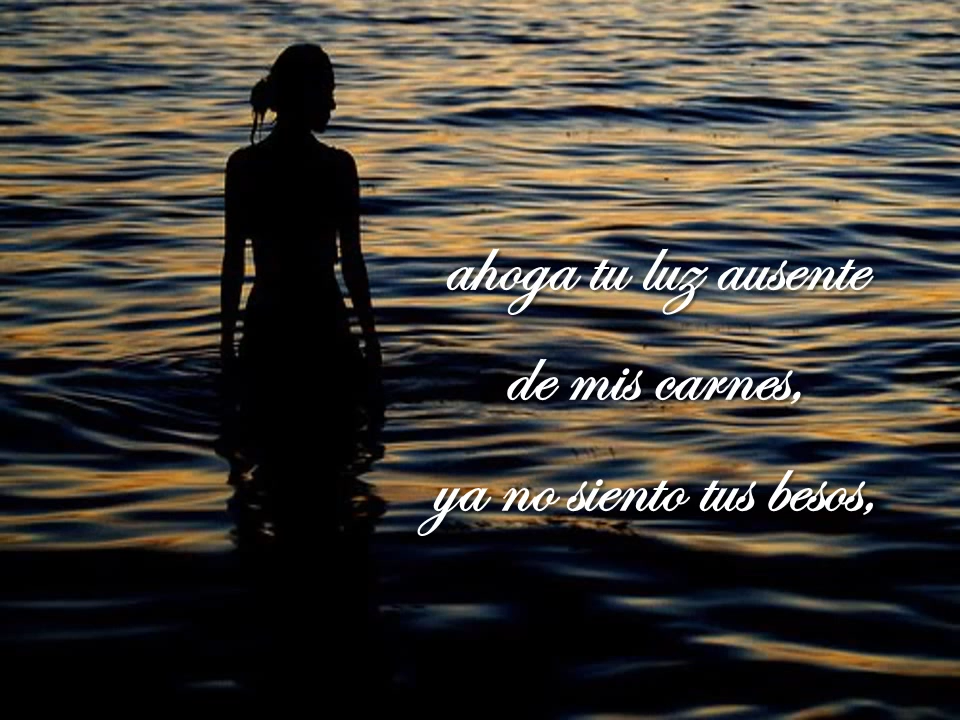 ahoga tu luz ausente
de mis carnes,
ya no siento tus besos,